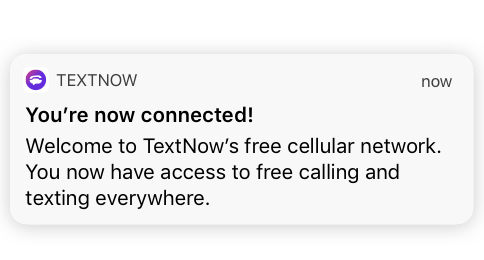 TEXTNOW now
You’re now connected!
Welcome to TextNow’s free cellular network.
You now have access to free calling and
texting everywhere.